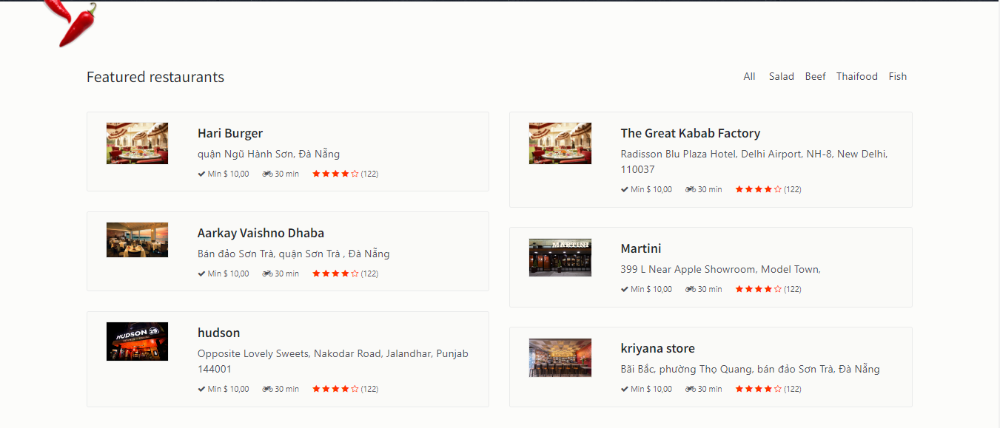 Featured restaurants
All Salad Beef Thaifood Fish
Hari Burger
quận Ngũ Hành Sơn, Đà Nẵng
Min $ 10,00 30 min (122)
Aarkay Vaishno Dhaba
Bán đảo Sơn Trà, quận Sơn Trà , Đà Nẵng
Min $ 10,00 30 min (122)
HUDSON 29
hudson
Opposite Lovely Sweets, Nakodar Road, Jalandhar, Punjab
144001
Min $ 10,00 30 min (122)
The Great Kabab Factory
Radisson Blu Plaza Hotel, Delhi Airport, NH-8, New Delhi,
110037
Min $ 10,00 30 min (122)
MARTINI
Martini
399 L Near Apple Showroom, Model Town,
Min $ 10,00 30 min (122)
kriyana store
Bãi Bắc, phường Thọ Quang, bán đảo Sơn Trà, Đà Nẵng
Min $ 10,00 30 min (122)